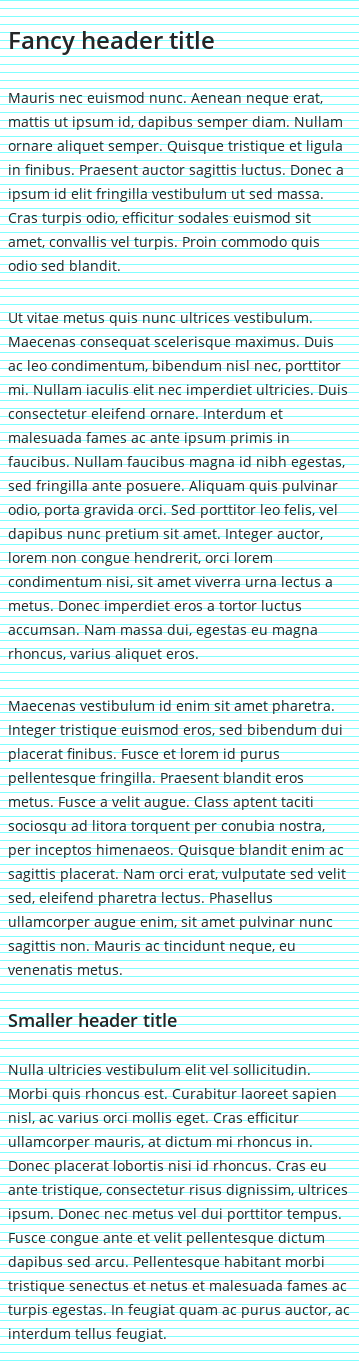 Fancy header title
Mauris nec euismod nunc. Aenean neque erat,
mattis ut ipsum id, dapibus semper diam. Nullam
ornare aliquet semper. Quisque tristique et ligula
in finibus. Praesent auctor sagittis luctus. Donec a
ipsum id elit fringilla vestibulum ut sed massa.
Cras turpis odio, efficitur sodales euismod sit
amet, convallis vel turpis. Proin commodo quis
odio sed blandit.
Ut vitae metus quis nunc ultrices vestibulum.
Maecenas consequat scelerisque maximus. Duis
ac leo condimentum, bibendum nisl nec, porttitor
mi. Nullam iaculis elit nec imperdiet ultricies. Duis
consectetur eleifend ornare. Interdum et
malesuada fames ac ante ipsum primis in
faucibus. Nullam faucibus magna id nibh egestas,
sed fringilla ante posuere. Aliquam quis pulvinar
odio, porta gravida orci. Sed porttitor leo felis, vel
dapibus nunc pretium sit amet. Integer auctor,
lorem non congue hendrerit, orci lorem
condimentum nisi, sit amet viverra urna lectus a
metus. Donec imperdiet eros a tortor luctus
accumsan. Nam massa dui, egestas eu magna
rhoncus, varius aliquet eros.
Maecenas vestibulum id enim sit amet pharetra.
Integer tristique euismod eros, sed bibendum dui
placerat finibus. Fusce et lorem id purus
pellentesque fringilla. Praesent blandit eros
metus. Fusce a velit augue. Class aptent taciti
sociosqu ad litora torquent per conubia nostra,
per inceptos himenaeos. Quisque blandit enim ac
sagittis placerat. Nam orci erat, vulputate sed velit
sed, eleifend pharetra lectus. Phasellus
ullamcorper augue enim, sit amet pulvinar nunc
sagittis non. Mauris ac tincidunt neque, eu
venenatis metus.
Smaller header title
Nulla ultricies vestibulum elit vel sollicitudin.
Morbi quis rhoncus est. Curabitur laoreet sapien
nisl, ac varius orci mollis eget. Cras efficitur
ullamcorper mauris, at dictum mi rhoncus in.
Donec placerat lobortis nisi id rhoncus. Cras eu
ante tristique, consectetur risus dignissim, ultrices
ipsum. Donec nec metus vel dui porttitor tempus.
Fusce congue ante et velit pellentesque dictum
dapibus sed arcu. Pellentesque habitant morbi
tristique senectus et netus et malesuada fames ac
turpis egestas. In feugiat quam ac purus auctor, ac
interdum tellus feugiat.